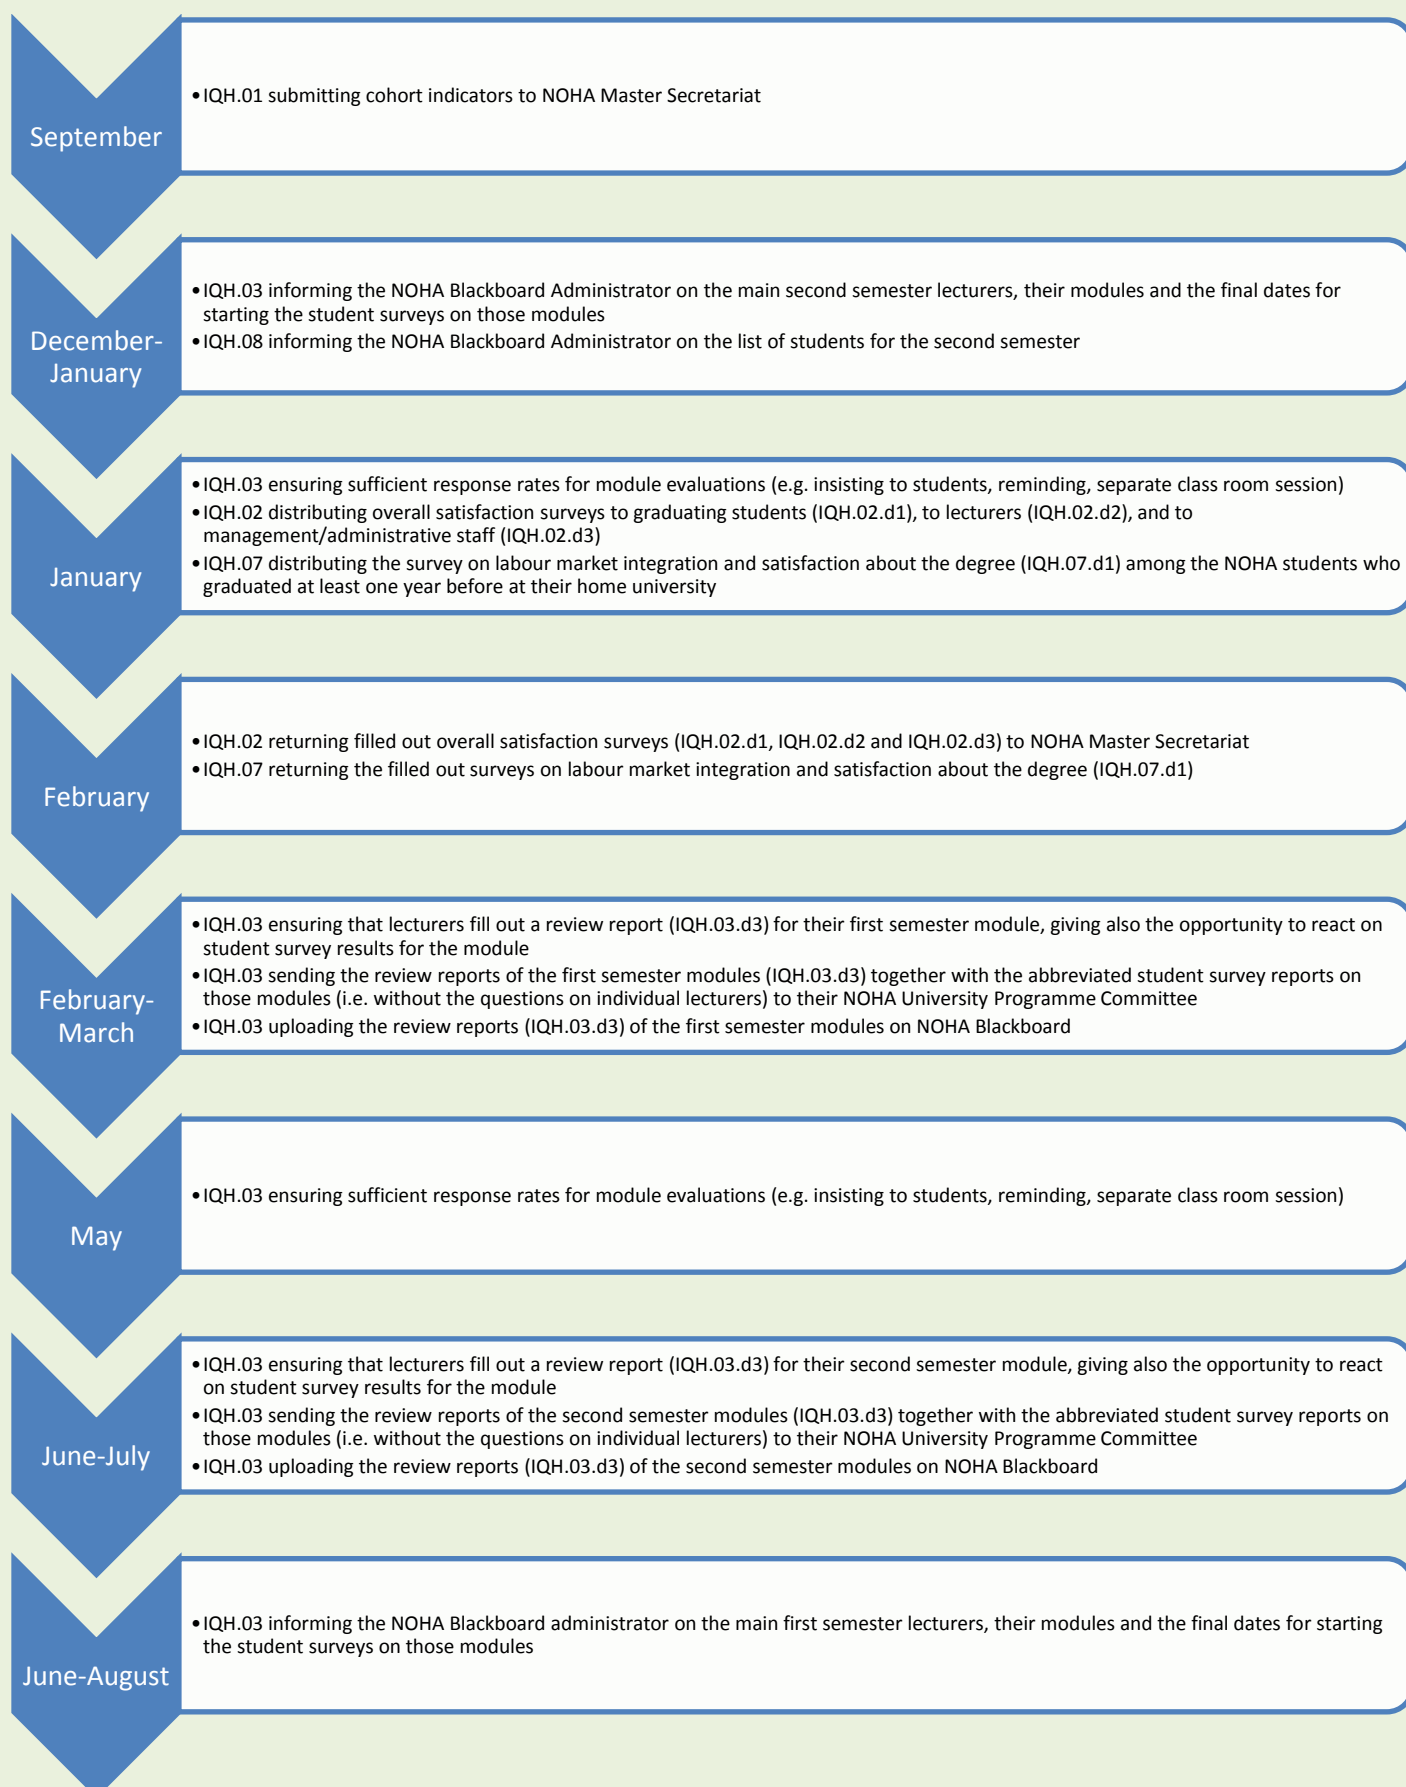 September
•IQH.01 submitting cohort indicators to NOHA Master Secretariat
December-
January
•IQH.03 informing the NOHA Blackboard Administrator on the main second semester lecturers, their modules and the final dates for
starting the student surveys on those modules
•IQH.08 informing the NOHA Blackboard Administrator on the list of students for the second semester
January
•IQH.03 ensuring sufficient response rates for module evaluations (e.g. insisting to students, reminding, separate class room session)
•IQH.02 distributing overall satisfaction surveys to graduating students (IQH.02.d1), to lecturers (IQH.02.d2), and to
management/administrative staff (IQH.02.d3)
•IQH.07 distributing the survey on labour market integration and satisfaction about the degree (IQH.07.d1) among the NOHA students who
graduated at least one year before at their home university
February
•IQH.02 returning filled out overall satisfaction surveys (IQH.02.d1, IQH.02.d2 and IQH.02.d3) to NOHA Master Secretariat
•IQH.07 returning the filled out surveys on labour market integration and satisfaction about the degree (IQH.07.d1)
February-
March
•IQH.03 ensuring that lecturers fill out a review report (IQH.03.d3) for their first semester module, giving also the opportunity to react on
student survey results for the module
•IQH.03 sending the review reports of the first semester modules (IQH.03.d3) together with the abbreviated student survey reports on
those modules (i.e. without the questions on individual lecturers) to their NOHA University Programme Committee
•IQH.03 uploading the review reports (IQH.03.d3) of the first semester modules on NOHA Blackboard
May
•IQH.03 ensuring sufficient response rates for module evaluations (e.g. insisting to students, reminding, separate class room session)
June-July
•IQH.03 ensuring that lecturers fill out a review report (IQH.03.d3) for their second semester module, giving also the opportunity to react
on student survey results for the module
•IQH.03 sending the review reports of the second semester modules (IQH.03.d3) together with the abbreviated student survey reports on
those modules (i.e. without the questions on individual lecturers) to their NOHA University Programme Committee
•IQH.03 uploading the review reports (IQH.03.d3) of the second semester modules on NOHA Blackboard
June-August
•IQH.03 informing the NOHA Blackboard administrator on the main first semester lecturers, their modules and the final dates for starting
the student surveys on those modules